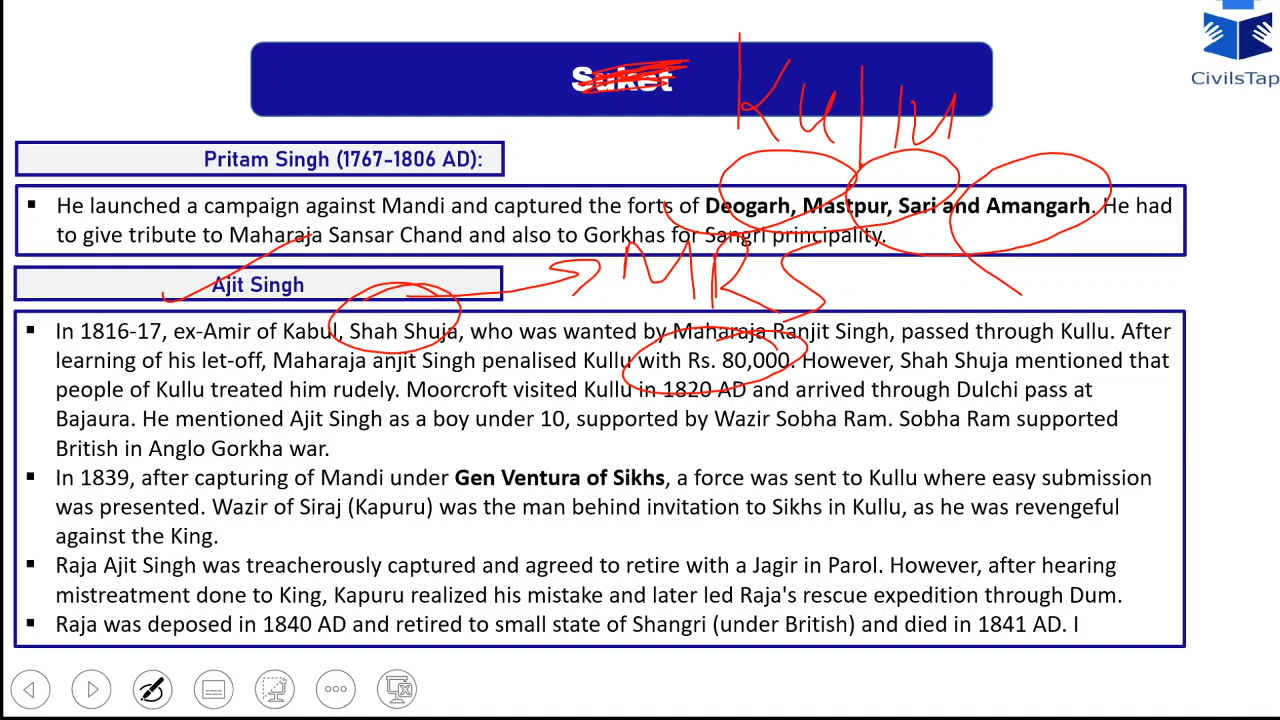 Suket
Kullu
CivilsTap
Pritam Singh (1767-1806 AD):
▪ He launched a campaign against Mandi and captured the forts of Deogarh, Mastpur, Sari and Amangarh. He had
to give tribute to Maharaja Sansar Chand and also to Gorkhas for Sangri principality.
MRS
Ajit Singh
▪ In 1816-17, ex-Amir of Kabul, Shah Shuja, who was wanted by Maharaja Ranjit Singh, passed through Kullu. After
learning of his let-off, Maharaja anjit Singh penalised Kullu with Rs. 80,000. However, Shah Shuja mentioned that
people of Kullu treated him rudely. Moorcroft visited Kullu in 1820 AD and arrived through Dulchi pass at
Bajaura. He mentioned Ajit Singh as a boy under 10, supported by Wazir Sobha Ram. Sobha Ram supported
British in Anglo Gorkha war.
▪ In 1839, after capturing of Mandi under Gen Ventura of Sikhs, a force was sent to Kullu where easy submission
was presented. Wazir of Siraj (Kapuru) was the man behind invitation to Sikhs in Kullu, as he was revengeful
against the King.
▪ Raja Ajit Singh was treacherously captured and agreed to retire with a Jagir in Parol. However, after hearing
mistreatment done to King, Kapuru realized his mistake and later led Raja's rescue expedition through Dum.
▪ Raja was deposed in 1840 AD and retired to small state of Shangri (under British) and died in 1841 AD. I